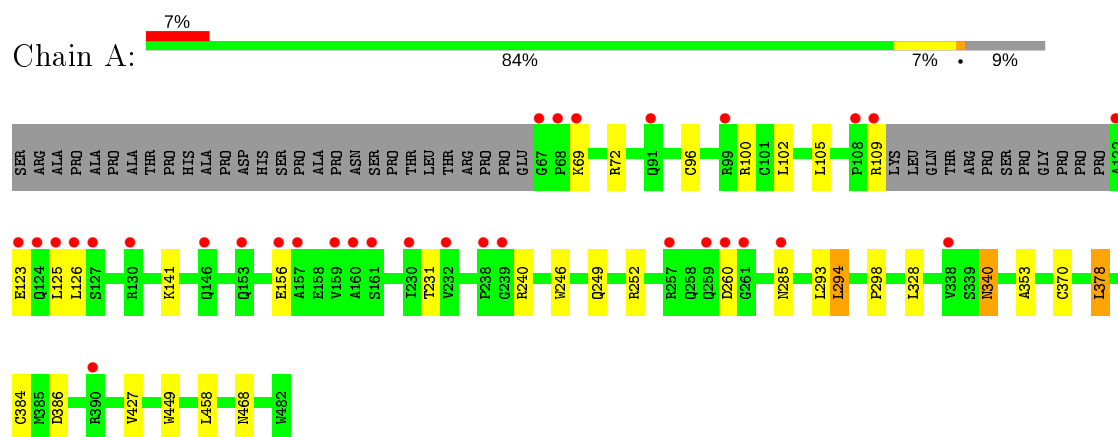 7%
Chain A:
84% 7% • 9%
SER ARG ALA PRO ALA PRO ALA THR PRO HIS ALA PRO ASP HIS SER PRO ALA PRO ASN SER PRO THR LEU THR ARG PRO PRO GLU G67 P68 K69 R72 Q91 C96 R99 R100 C101 L102 L105 P108 R109 LYS LEU GLN THR ARG PRO SER PRO GLY PRO PRO PRO A122
E123 Q124 L125 L126 S127 R130 K141 Q146 Q153 E156 A157 E158 V159 A160 S161 I230 T231 V232 P238 G239 R240 W246 Q249 R252 R257 Q258 Q259 D260 G261 N285 L293 L294 P298 L328 V338 S339 N340 A353 C370 L378
C384 M385 D386 R390 V427 W449 L458 N468 W482